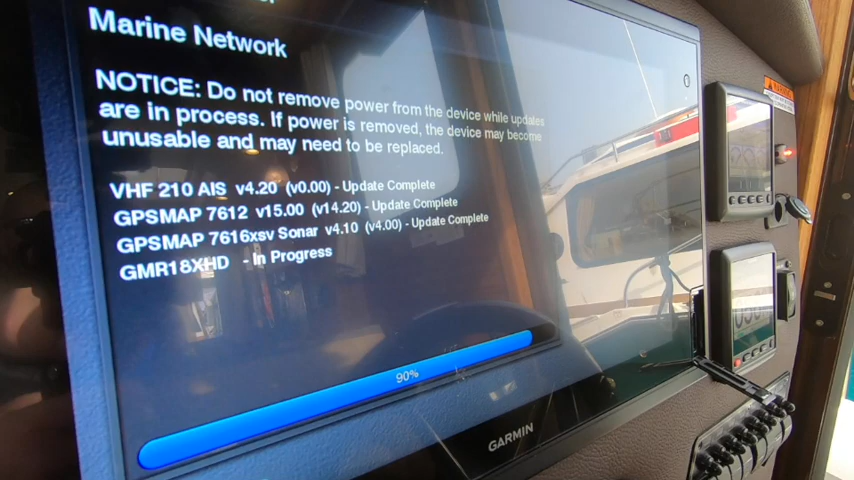 Marine Network
NOTICE: Do not remove power from the device while updates
are in process. If power is removed, the device may become
unusable and may need to be replaced.
VHF 210 AIS v4.20 (v0.00) - Update Complete
GPSMAP 7612 v15.00 (v14.20) - Update Complete
GPSMAP 7616xsv Sonar v4.10 (v4.00) - Update Complete
GMR18XHD - In Progress
90%
GARMIN